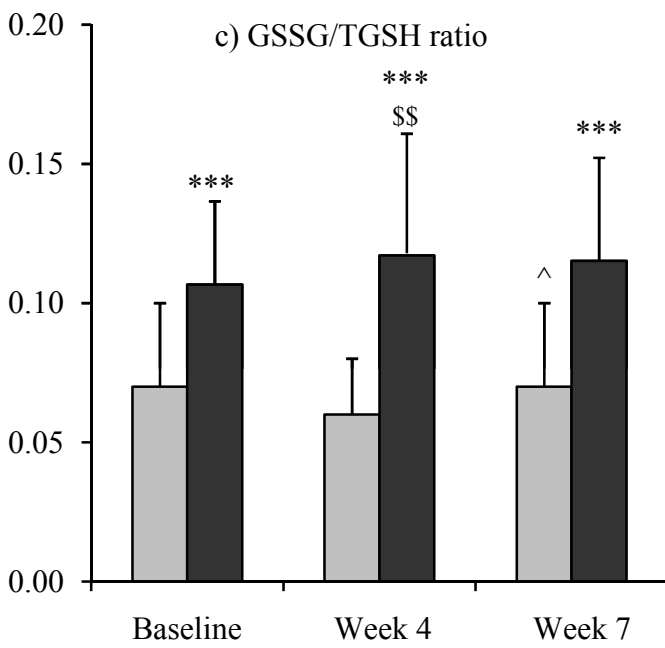 0.20
c) GSSG/TGSH ratio
***
$$
***
0.15
***
^
0.10
0.05
0.00
Baseline
Week 4
Week 7